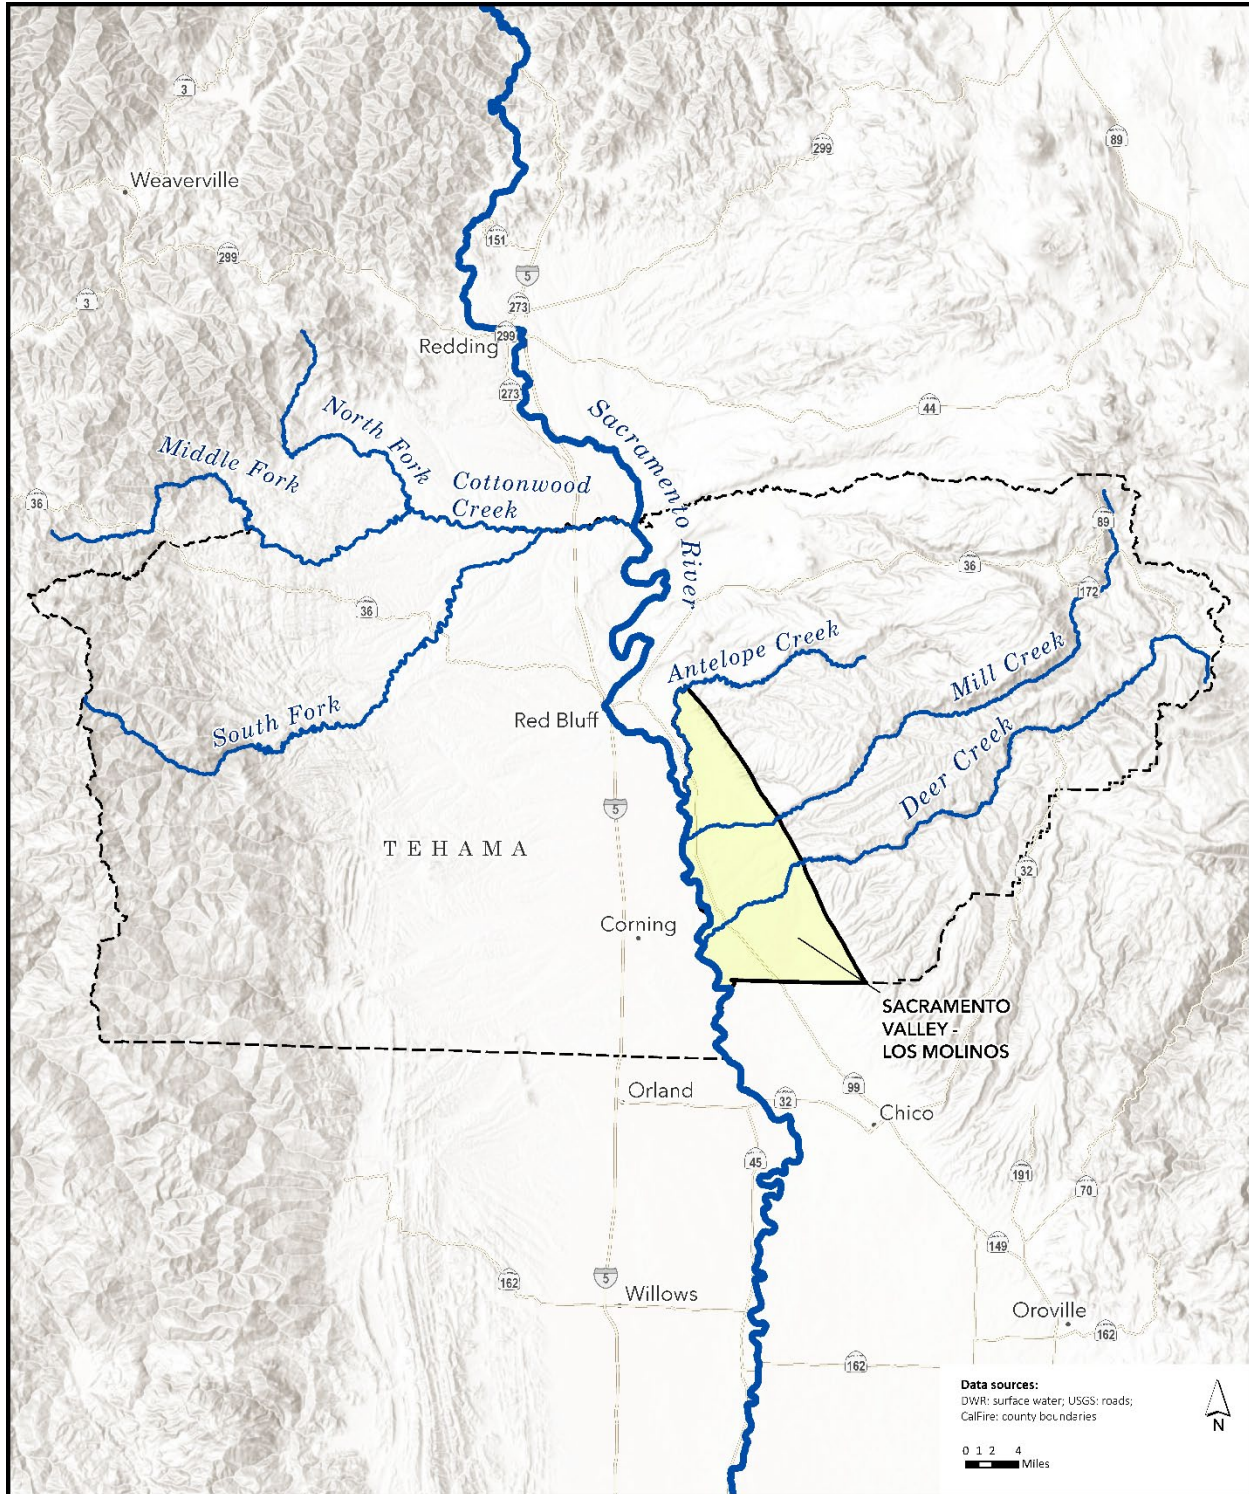 3
89
299
Weaverville
151
299
5
3
273
299
Redding
273
44
Sacramento River
North Fork
Middle Fork
Cottonwood
Creek
36
89
36
172
36
Antelope Creek
Mill Creek
South Fork
Red Bluff
Deer Creek
5
TEHAMA
32
Corning
SACRAMENTO
VALLEY -
LOS MOLINOS
99
Orland
32
Chico
45
191
70
149
5
162
Willows
Oroville
162
162
Data sources:
DWR: surface water; USGS: roads;
CalFire: county boundaries
N
0 1 2 4
Miles